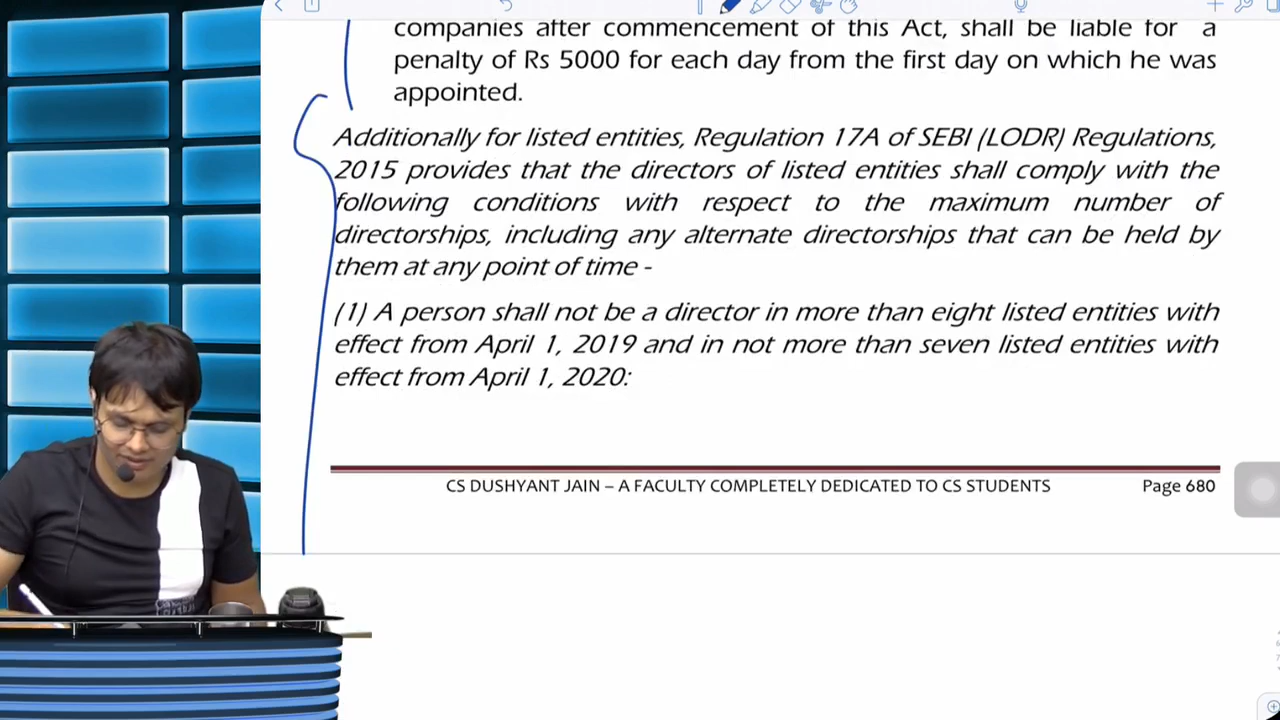 companies after commencement of this Act, shall be liable for a
penalty of Rs 5000 for each day from the first day on which he was
appointed.
Additionally for listed entities, Regulation 17A of SEBI (LODR) Regulations,
2015 provides that the directors of listed entities shall comply with the
following conditions with respect to the maximum number of
directorships, including any alternate directorships that can be held by
them at any point of time -
(1) A person shall not be a director in more than eight listed entities with
effect from April 1, 2019 and in not more than seven listed entities with
effect from April 1, 2020:
CS DUSHYANT JAIN – A FACULTY COMPLETELY DEDICATED TO CS STUDENTS Page 680